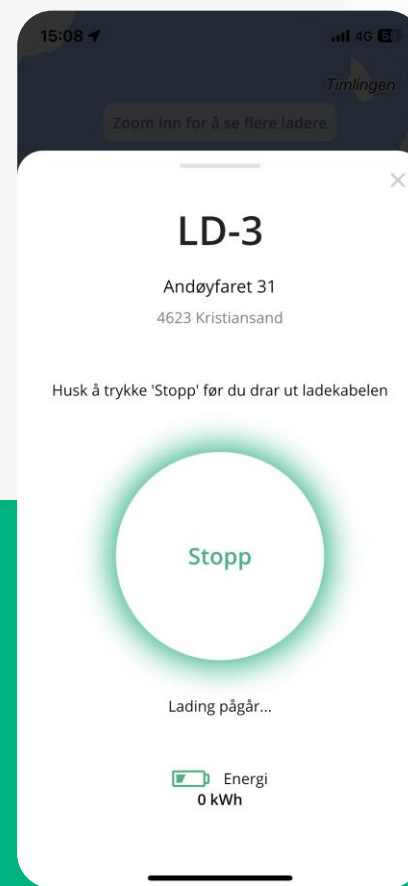 15:08
4G
Timlingen
Zoom inn for å se flere ladere
LD-3
Andøyfaret 31
4623 Kristiansand
Husk å trykke 'Stopp' før du drar ut ladekabelen
Stopp
Lading pågår...
Energi
0 kWh